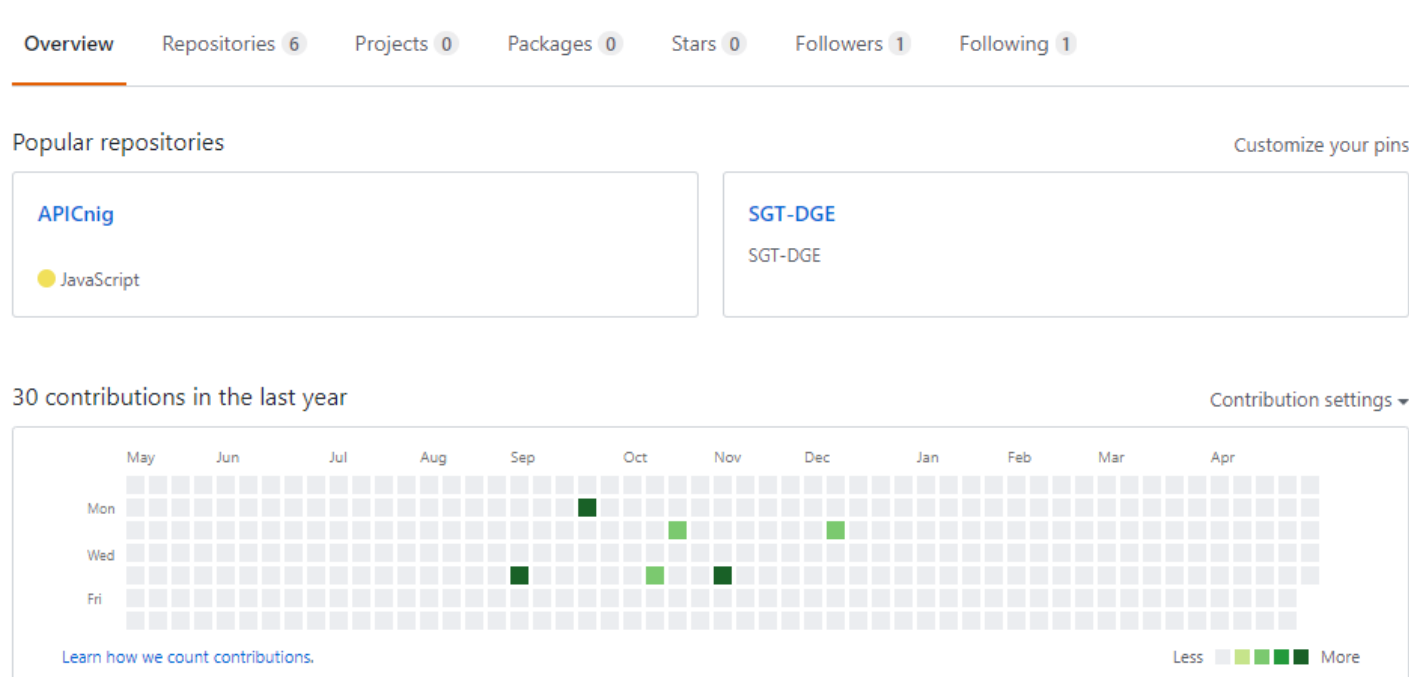 Overview Repositories 6 Projects 0 Packages 0 Stars 0 Followers 1 Following 1
Popular repositories Customize your pins
APICnig
JavaScript
SGT-DGE
SGT-DGE
30 contributions in the last year Contribution settings
May Jun Jul Aug Sep Oct Nov Dec Jan Feb Mar Apr
Mon
Wed
Fri
Learn how we count contributions. Less More